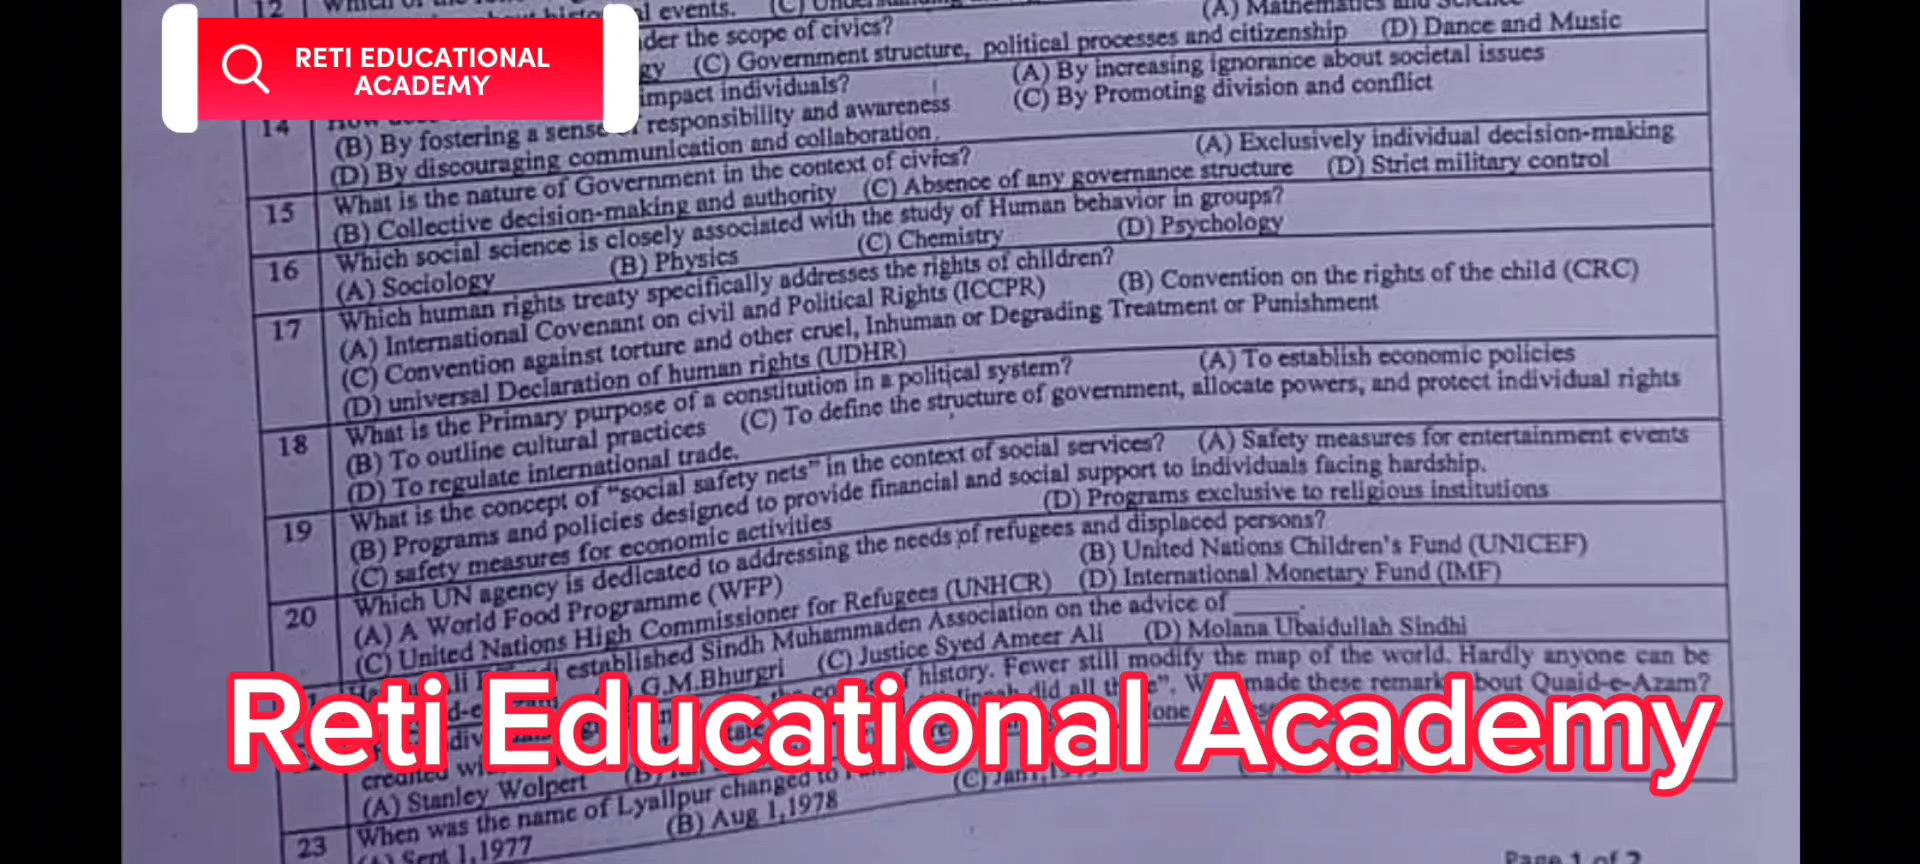 RETI EDUCATIONAL
ACADEMY
12
events.
der the scope of civics?
(C) Government structure, political processes and citizenship (D) Dance and Music
impact individuals? (A) By increasing ignorance about societal issues
14
(B) By fostering a sense responsibility and awareness (C) By Promoting division and conflict
(D) By discouraging communication and collaboration
15 What is the nature of Government in the context of civics? (A) Exclusively individual decision-making
(B) Collective decision-making and authority (C) Absence of any governance structure (D) Strict military control
16 Which social science is closely associated with the study of Human behavior in groups?
(A) Sociology (B) Physics (C) Chemistry (D) Psychology
17 Which human rights treaty specifically addresses the rights of children?
(A) International Covenant on civil and Political Rights (ICCPR) (B) Convention on the rights of the child (CRC)
(C) Convention against torture and other cruel, Inhuman or Degrading Treatment or Punishment
(D) universal Declaration of human rights (UDHR)
18 What is the Primary purpose of a constitution in a political system? (A) To establish economic policies
(B) To outline cultural practices (C) To define the structure of government, allocate powers, and protect individual rights
(D) To regulate international trade.
19 What is the concept of "social safety nets" in the context of social services? (A) Safety measures for entertainment events
(B) Programs and policies designed to provide financial and social support to individuals facing hardship.
(C) safety measures for economic activities (D) Programs exclusive to religious institutions
20 Which UN agency is dedicated to addressing the needs of refugees and displaced persons?
(A) A World Food Programme (WFP) (B) United Nations Children's Fund (UNICEF)
(C) United Nations High Commissioner for Refugees (UNHCR) (D) International Monetary Fund (IMF)
established Sindh Muhammaden Association on the advice of _____.
G.M.Bhurgri (C) Justice Syed Ameer Ali (D) Molana Ubaidullah Sindhi
history. Fewer still modify the map of the world. Hardly anyone can be
did all made these remark about Quaid-e-Azam?
Reti Educational Academy
(A) Stanley Wolpert
23 When was the name of Lyallpur changed to
(A) Sept 1,1977 (B) Aug 1,1978
Page 1 of 2